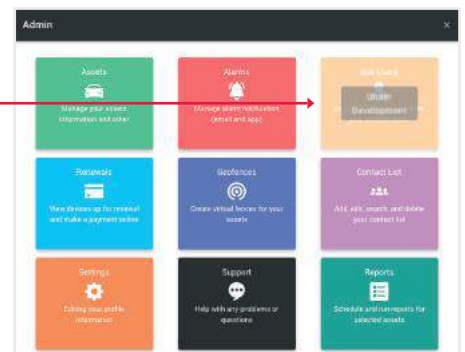 Admin ×
Assets
Manage your assets
information and other
Alarms
Manage alarm notification
(email and app)
Under
Development
Renewals
View devices up for renewal
and make a payment online
Geofences
Create virtual fences for your
assets
Contact List
Add, edit, search, and delete
your contact list
Settings
Editing your profile
information
Support
Help with any problems or
questions
Reports
Schedule and run reports for
selected assets